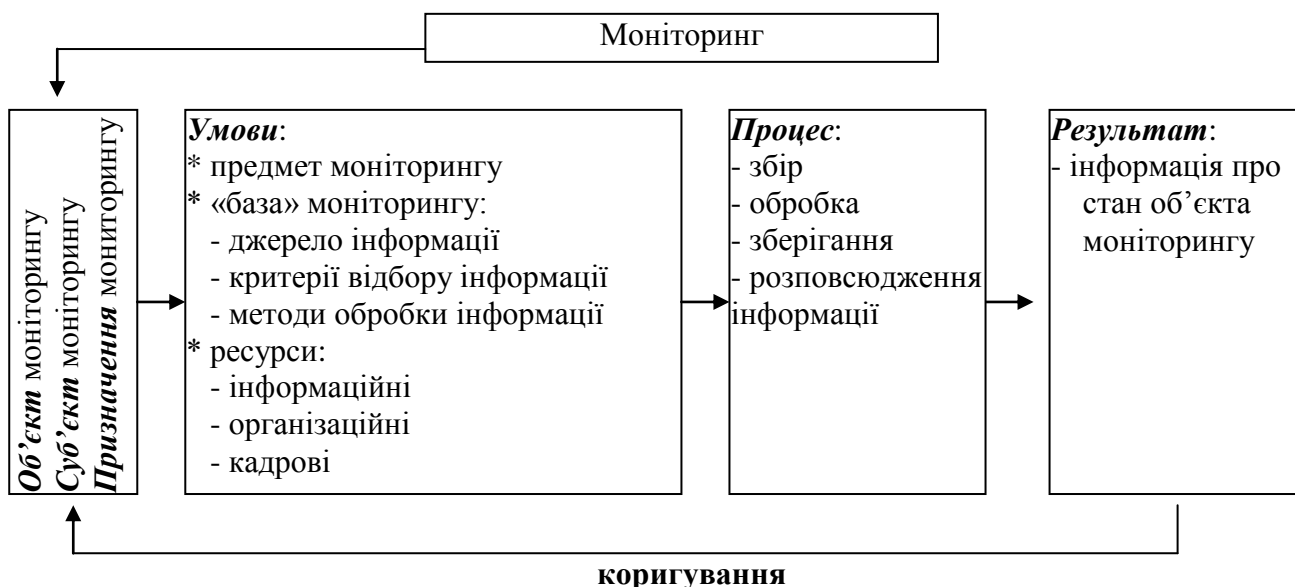 Моніторинг
Об’єкт моніторингу
Суб’єкт моніторингу
Призначення мониторингу
Умови:
* предмет моніторингу
* «база» моніторингу:
- джерело інформації
- критерії відбору інформації
- методи обробки інформації
* ресурси:
- інформаційні
- організаційні
- кадрові
Процес:
- збір
- обробка
- зберігання
- розповсюдження
інформації
Результат:
- інформація про
стан об’єкта
моніторингу
коригування